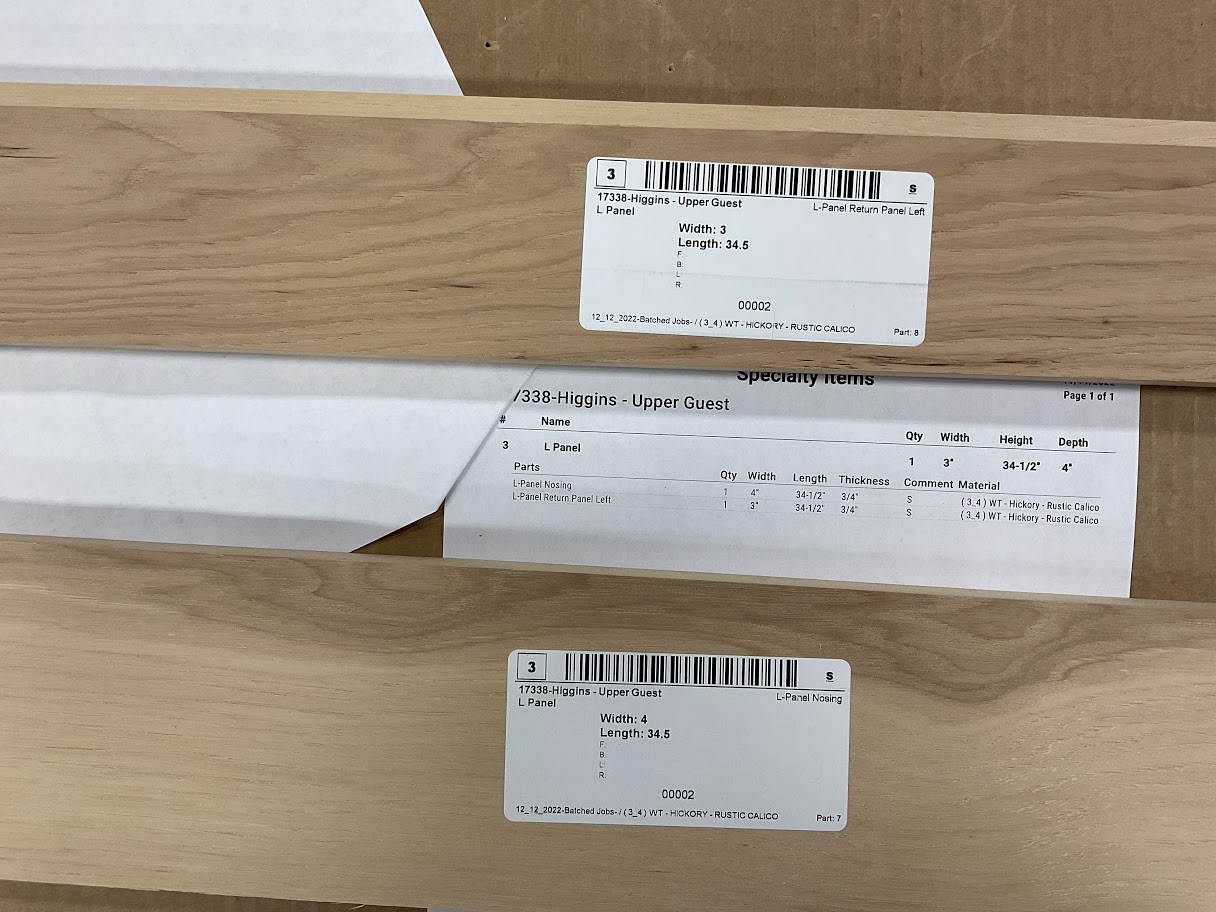 3
S
17338-Higgins - Upper Guest
L-Panel Return Panel Left
L Panel
Width: 3
Length: 34.5
F:
B:
L:
R:
00002
12_12_2022-Batched Jobs- / ( 3_4 ) WT - HICKORY - RUSTIC CALICO
Part: 8
Specialty Items
Page 1 of 1
7338-Higgins - Upper Guest
# Name Qty Width Height Depth
3 L Panel 1 3" 34-1/2" 4"
Parts Qty Width Length Thickness Comment Material
L-Panel Nosing 1 4" 34-1/2" 3/4" S ( 3_4 ) WT - Hickory - Rustic Calico
L-Panel Return Panel Left 1 3" 34-1/2" 3/4" S ( 3_4 ) WT - Hickory - Rustic Calico
3
S
17338-Higgins - Upper Guest
L-Panel Nosing
L Panel
Width: 4
Length: 34.5
F:
B:
L:
R:
00002
12_12_2022-Batched Jobs- / ( 3_4 ) WT - HICKORY - RUSTIC CALICO
Part: 7